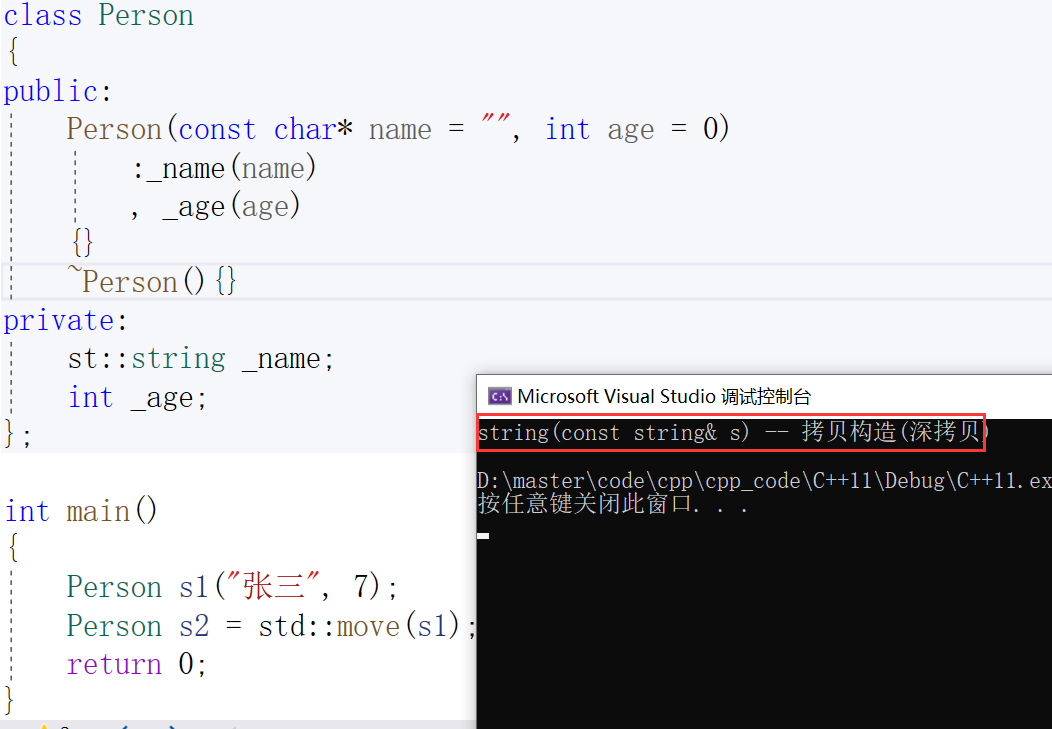 class Person
{
public:
    Person(const char* name = "", int age = 0)
        :_name(name)
        , _age(age)
    {}
    ~Person(){}
private:
    st::string _name;
    int _age;
};
int main()
{
    Person s1("张三", 7);
    Person s2 = std::move(s1);
    return 0;
}
Microsoft Visual Studio 调试控制台
string(const string& s) -- 拷贝构造(深拷贝)
D:\master\code\cpp\cpp_code\C++11\Debug\C++11.ex
按任意键关闭此窗口. . .